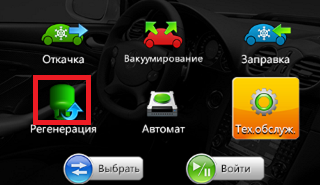 Откачка Вакуумирование Заправка
Регенерация Автомат Тех.обслуж.
Выбрать Войти